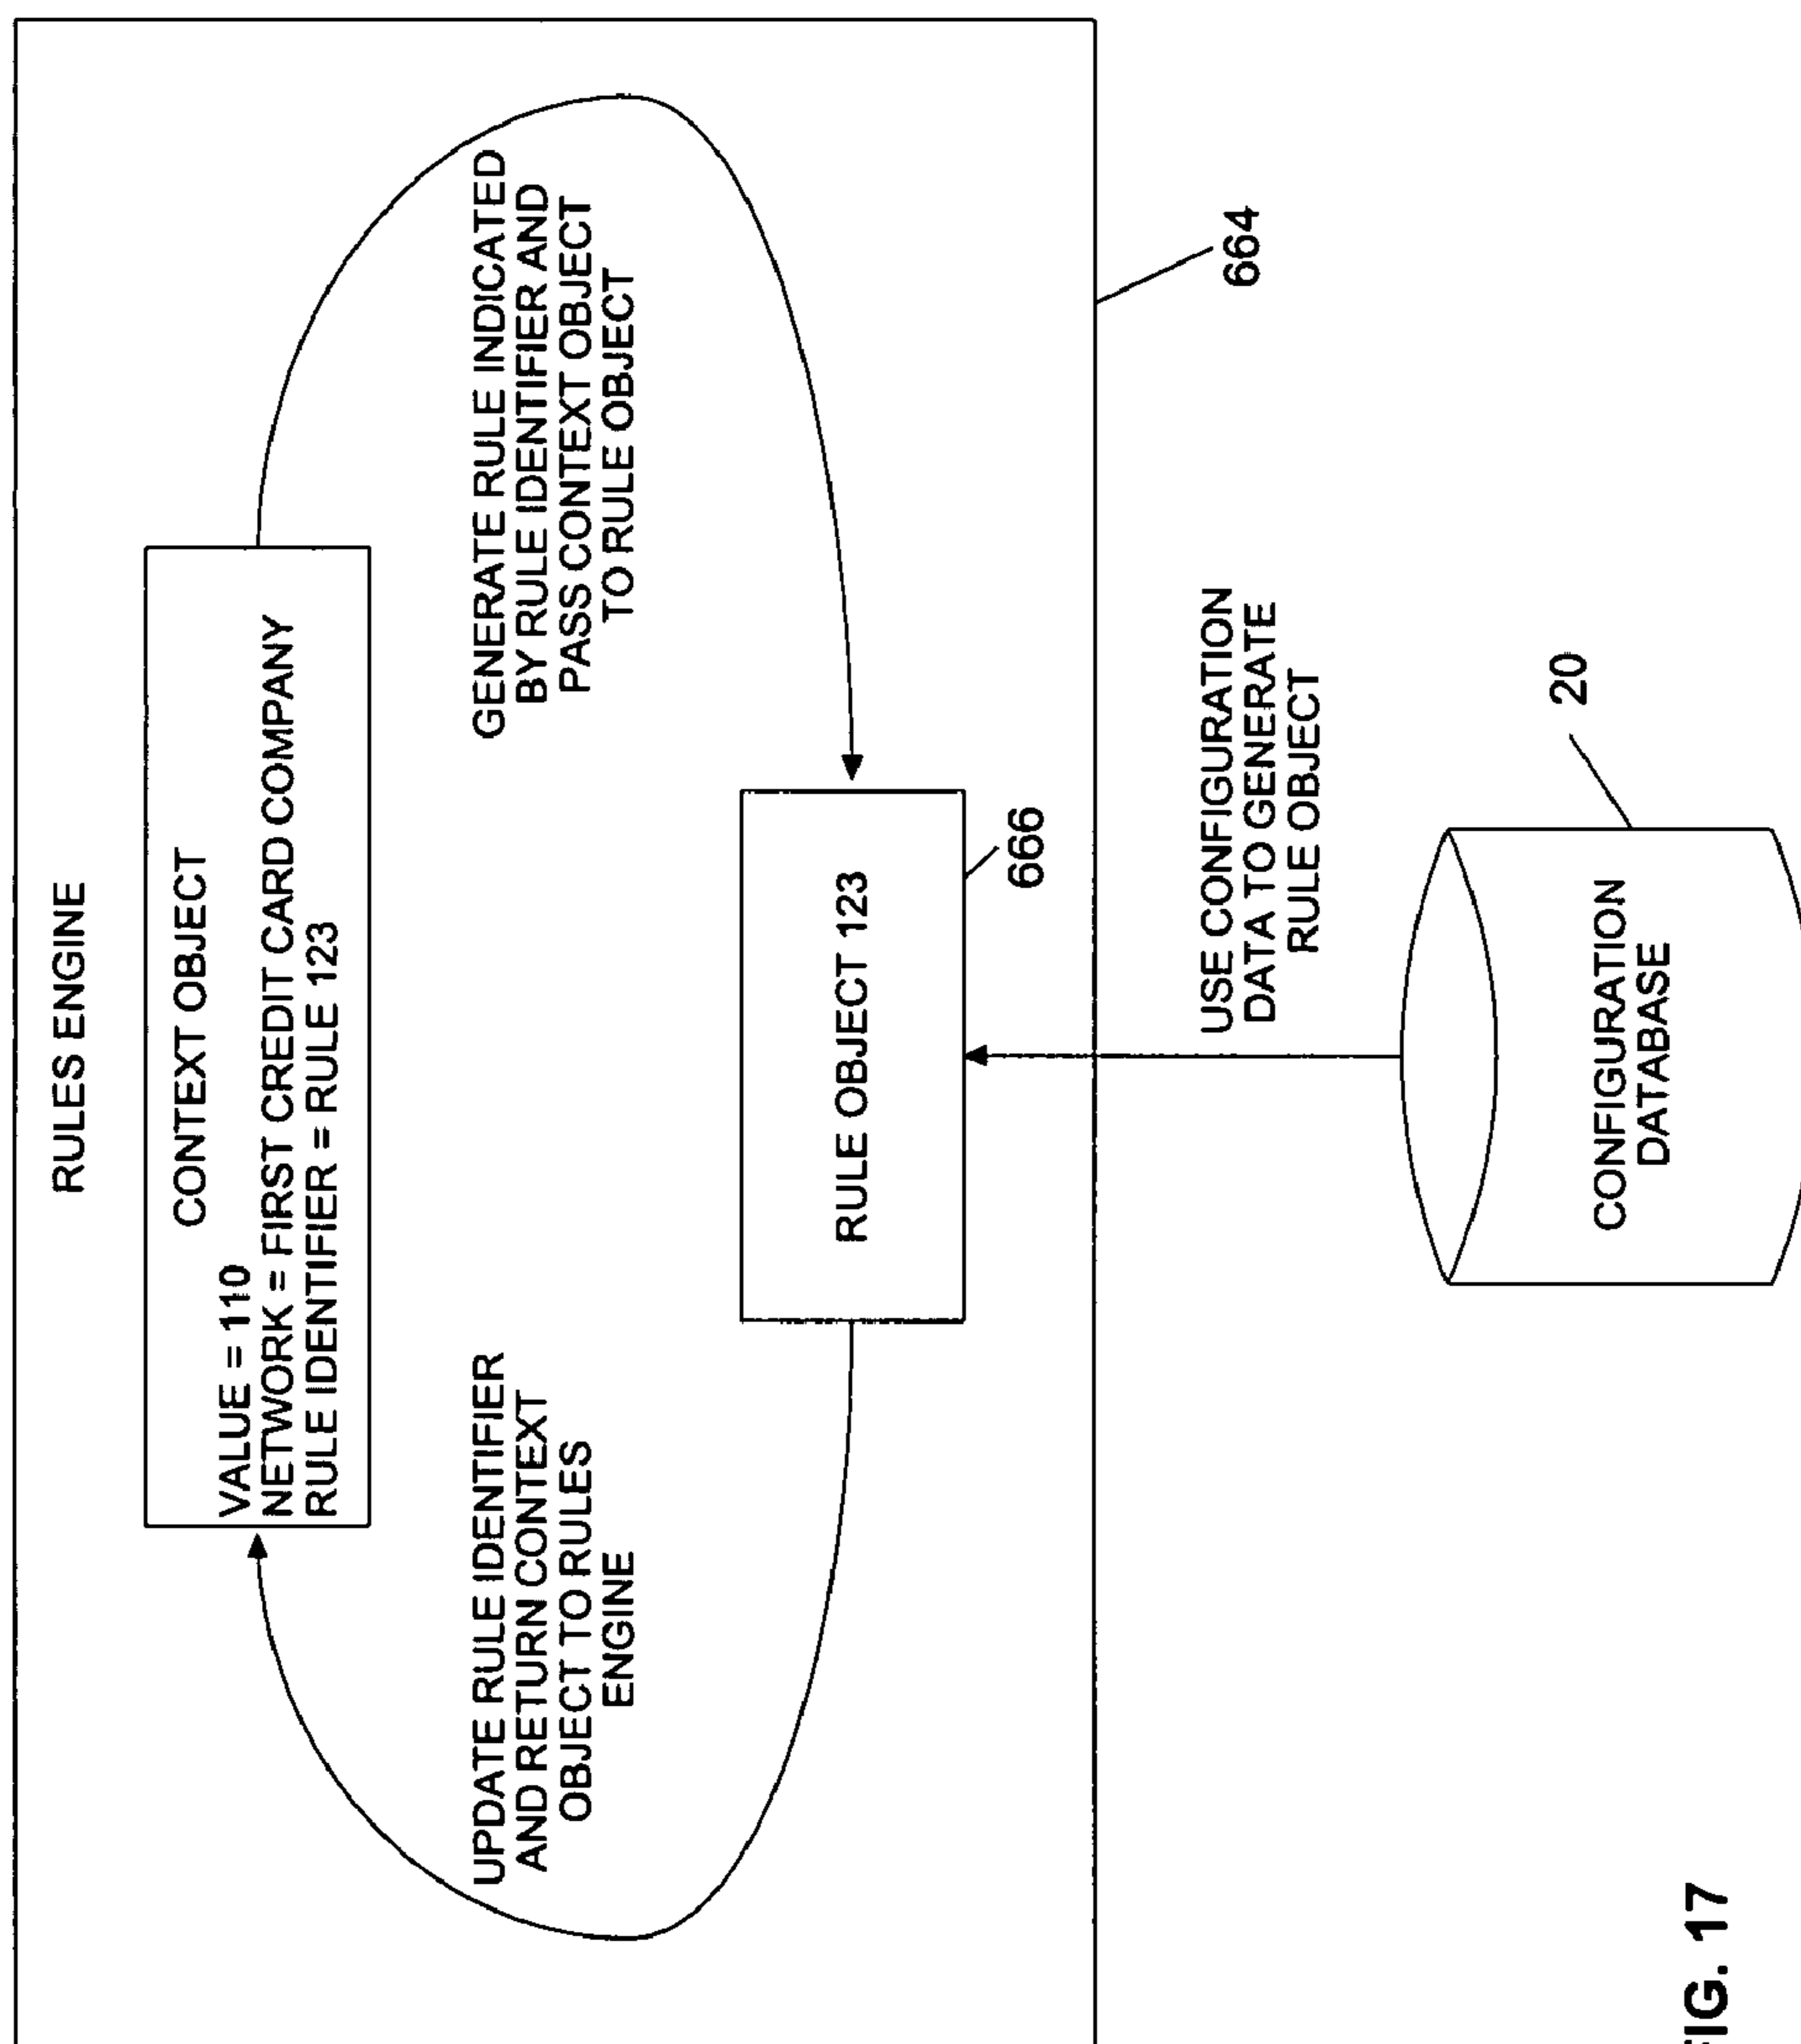 RULES ENGINE
CONTEXT OBJECT
VALUE = 110
NETWORK = FIRST CREDIT CARD COMPANY
RULE IDENTIFIER = RULE 123
UPDATE RULE IDENTIFIER
AND RETURN CONTEXT
OBJECT TO RULES
ENGINE
GENERATE RULE INDICATED
BY RULE IDENTIFIER AND
PASS CONTEXT OBJECT
TO RULE OBJECT
RULE OBJECT 123
666
664
USE CONFIGURATION
DATA TO GENERATE
RULE OBJECT
20
CONFIGURATION
DATABASE
FIG. 17